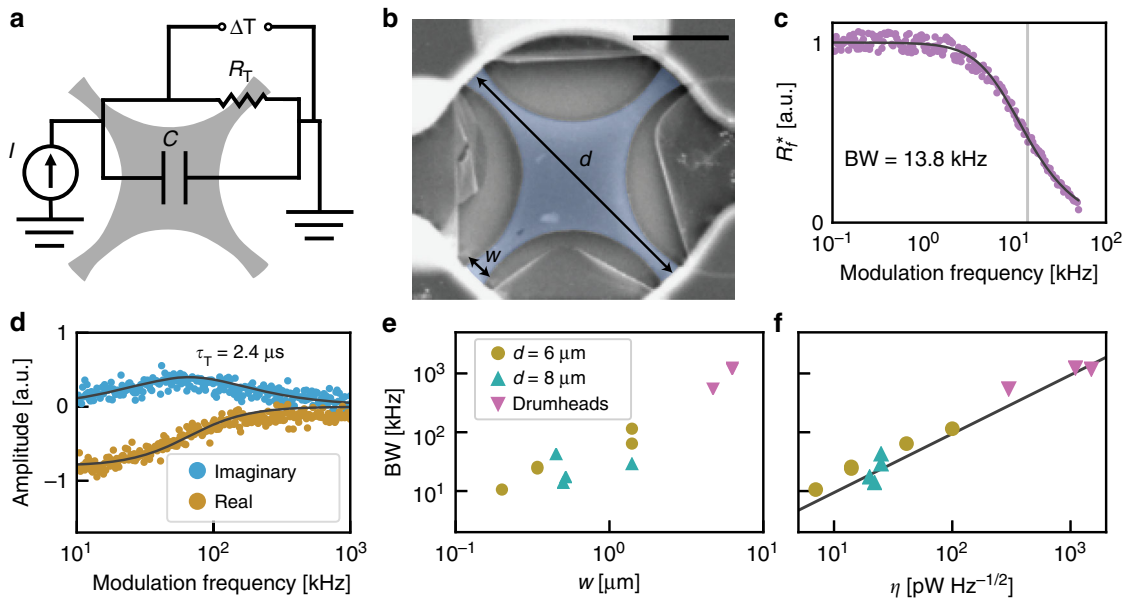 a
ΔT
R_T
C
I
b
d
w
c
1
0
R_f^* [a.u.]
BW = 13.8 kHz
10^−1 10^0 10^1 10^2
Modulation frequency [kHz]
d
1
0
−1
Amplitude [a.u.]
τ_T = 2.4 μs
Imaginary
Real
10^1 10^2 10^3
Modulation frequency [kHz]
e
d = 6 μm
d = 8 μm
Drumheads
10^3
10^2
10^1
BW [kHz]
10^−1 10^0 10^1
w [μm]
f
10^1 10^2 10^3
η [pW Hz^−1/2]